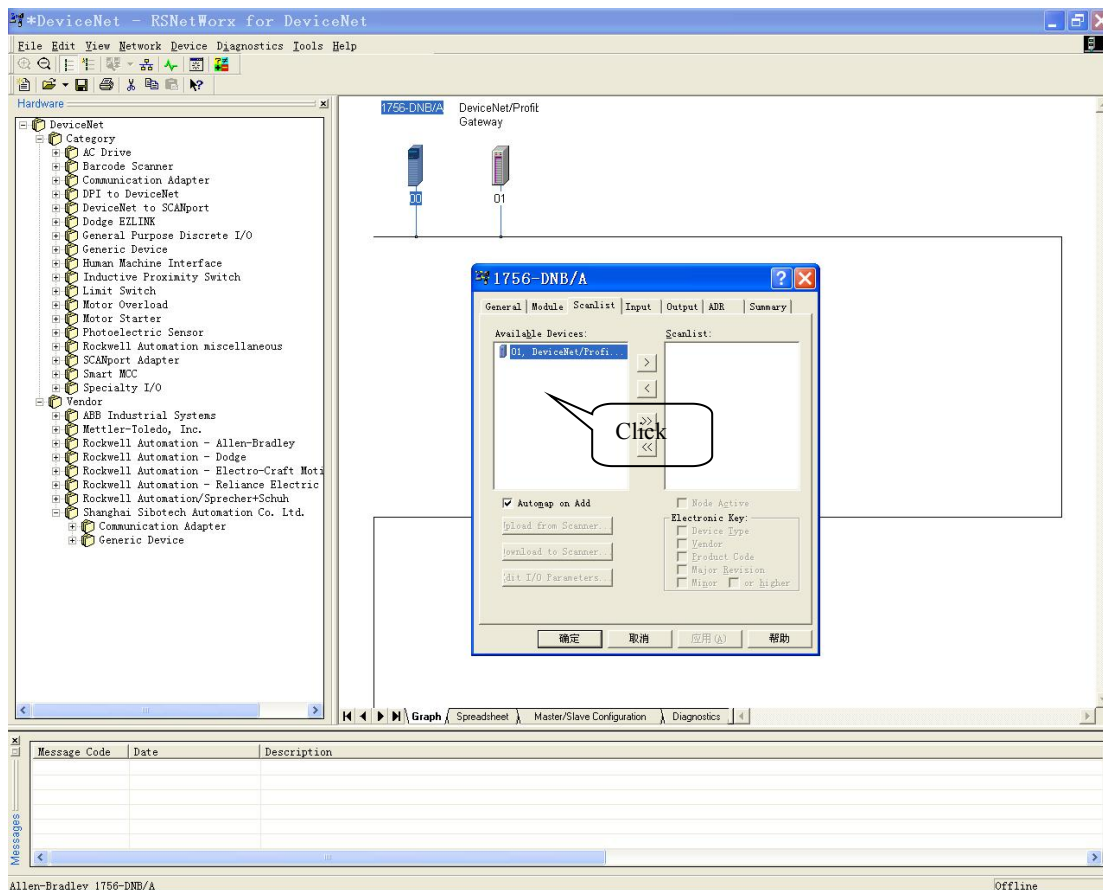 *DeviceNet - RSNetWorx for DeviceNet
File Edit View Network Device Diagnostics Tools Help
Hardware
DeviceNet
Category
AC Drive
Barcode Scanner
Communication Adapter
DPI to DeviceNet
DeviceNet to SCANport
Dodge EZLINK
General Purpose Discrete I/O
Generic Device
Human Machine Interface
Inductive Proximity Switch
Limit Switch
Motor Overload
Motor Starter
Photoelectric Sensor
Rockwell Automation miscellaneous
SCANport Adapter
Smart MCC
Specialty I/O
Vendor
ABB Industrial Systems
Mettler-Toledo, Inc.
Rockwell Automation - Allen-Bradley
Rockwell Automation - Dodge
Rockwell Automation - Electro-Craft Moti
Rockwell Automation - Reliance Electric
Rockwell Automation/Sprecher+Schuh
Shanghai Sibotech Automation Co. Ltd.
Communication Adapter
Generic Device
1756-DNB/A
DeviceNet/Profit
Gateway
00
01
1756-DNB/A
General Module Scanlist Input Output ADR Summary
Available Devices:
Scanlist:
01, DeviceNet/Profi...
>
<
>>
<<
Click
Automap on Add
Upload from Scanner...
Download to Scanner...
Edit I/O Parameters...
Node Active
Electronic Key:
Device Type
Vendor
Product Code
Major Revision
Minor or higher
确定 取消 应用(A) 帮助
Graph Spreadsheet Master/Slave Configuration Diagnostics
Message Code Date Description
Messages
Allen-Bradley 1756-DNB/A
Offline